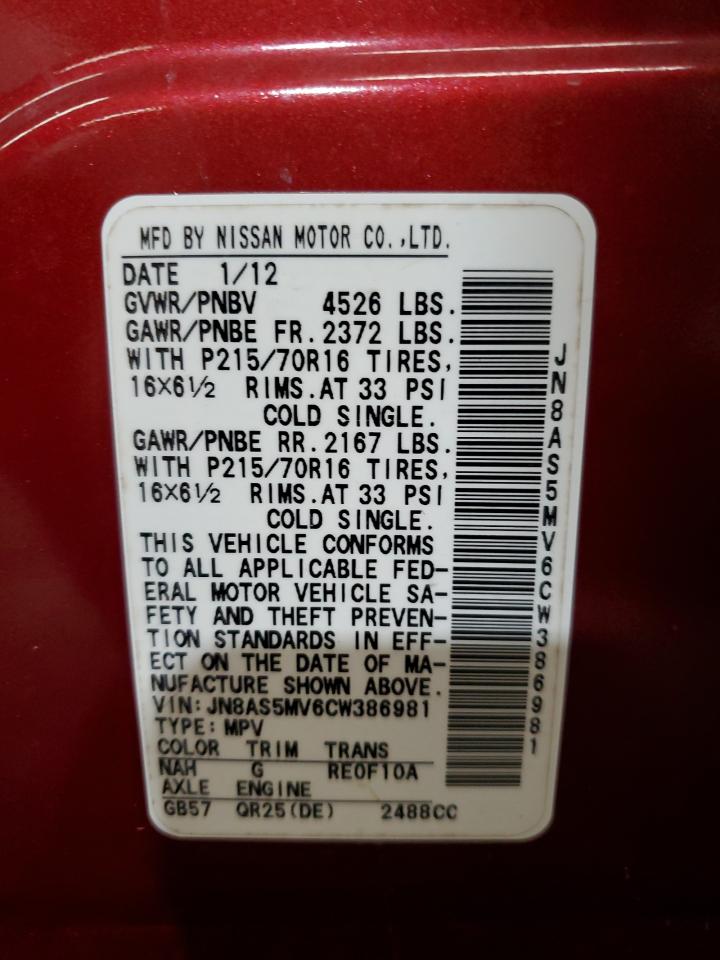 MFD BY NISSAN MOTOR CO.,LTD.
DATE 1/12
GVWR/PNBV 4526 LBS.
GAWR/PNBE FR.2372 LBS.
WITH P215/70R16 TIRES,
16X6½ RIMS.AT 33 PSI
COLD SINGLE.
GAWR/PNBE RR.2167 LBS.
WITH P215/70R16 TIRES,
16X6½ RIMS.AT 33 PSI
COLD SINGLE.
THIS VEHICLE CONFORMS
TO ALL APPLICABLE FED-
ERAL MOTOR VEHICLE SA-
FETY AND THEFT PREVEN-
TION STANDARDS IN EFF-
ECT ON THE DATE OF MA-
NUFACTURE SHOWN ABOVE.
VIN:JN8AS5MV6CW386981
TYPE:MPV
COLOR TRIM TRANS
NAH G RE0F10A
AXLE ENGINE
GB57 QR25(DE) 2488CC
JN8AS5MV6CW386981